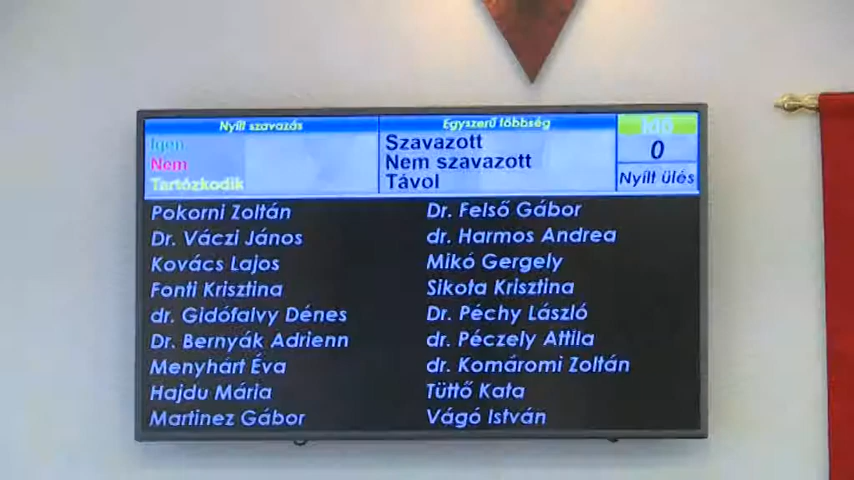 Nyílt szavazás
Igen
Nem
Tartózkodik
Egyszerű többség
Szavazott
Nem szavazott
Távol
Idő
0
Nyílt ülés
Pokorni Zoltán
Dr. Váczi János
Kovács Lajos
Fonti Krisztina
dr. Gidófalvy Dénes
Dr. Bernyák Adrienn
Menyhárt Éva
Hajdu Mária
Martinez Gábor
Dr. Felső Gábor
dr. Harmos Andrea
Mikó Gergely
Sikota Krisztina
Dr. Péchy László
dr. Péczely Attila
dr. Komáromi Zoltán
Tüttő Kata
Vágó István